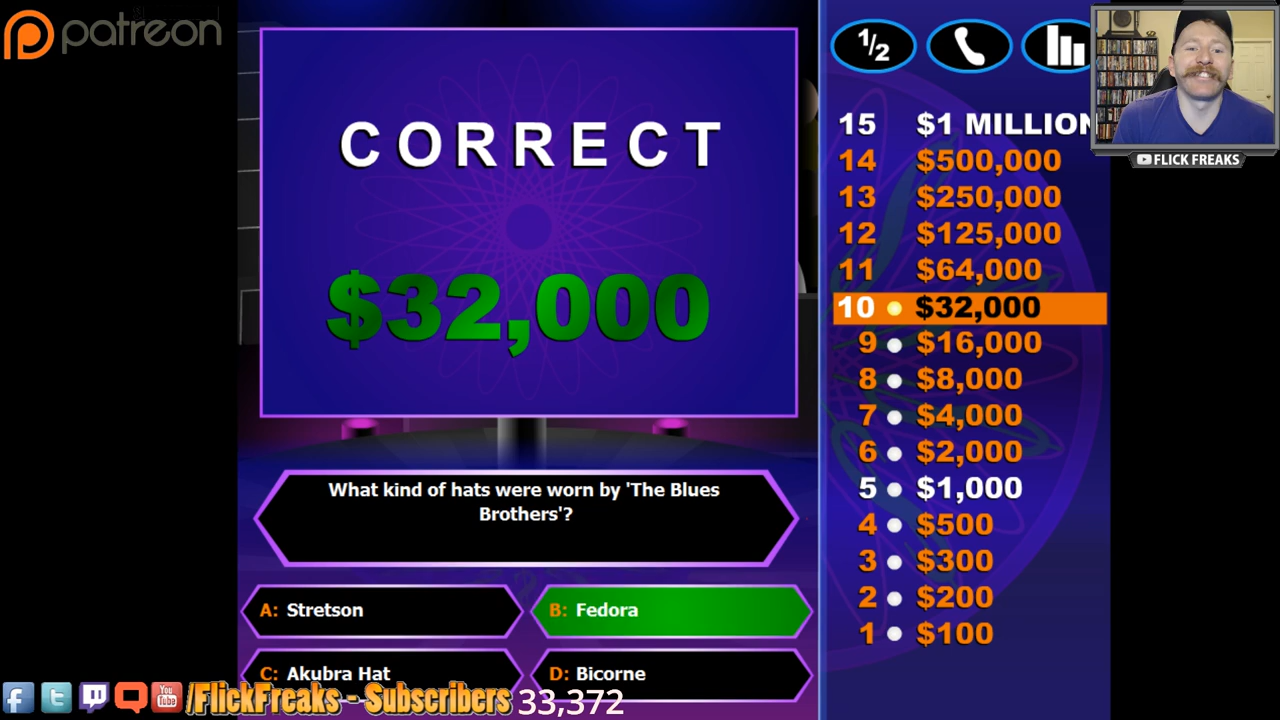 patreon
CORRECT
$32,000
What kind of hats were worn by 'The Blues
Brothers'?
A: Stretson
B: Fedora
C: Akubra Hat
D: Bicorne
1/2
15 $1 MILLION
14 $500,000
13 $250,000
12 $125,000
11 $64,000
10 $32,000
9 $16,000
8 $8,000
7 $4,000
6 $2,000
5 $1,000
4 $500
3 $300
2 $200
1 $100
FLICK FREAKS
You Tube /FlickFreaks - Subscribers 33,372